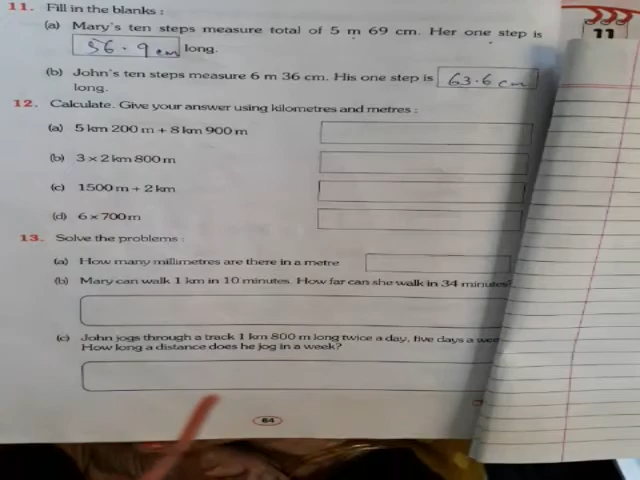 11. Fill in the blanks :
(a) Mary's ten steps measure total of 5 m 69 cm. Her one step is
56.9 cm long.
(b) John's ten steps measure 6 m 36 cm. His one step is 63.6 cm
long.
12. Calculate. Give your answer using kilometres and metres :
(a) 5 km 200 m + 8 km 900 m
(b) 3 × 2 km 800 m
(c) 1500 m + 2 km
(d) 6 × 700 m
13. Solve the problems :
(a) How many millimetres are there in a metre
(b) Mary can walk 1 km in 10 minutes. How far can she walk in 34 minutes?
(c) John jogs through a track 1 km 800 m long twice a day, five days a
How long a distance does he jog in a week?
64
11